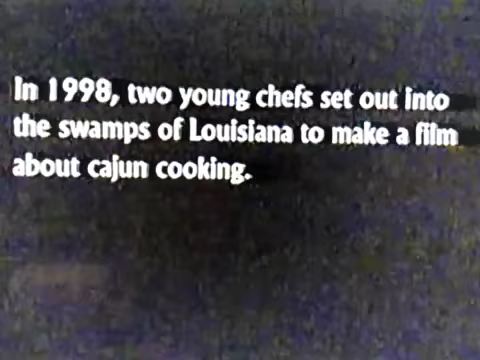 In 1998, two young chefs set out into
the swamps of Louisiana to make a film
about cajun cooking.